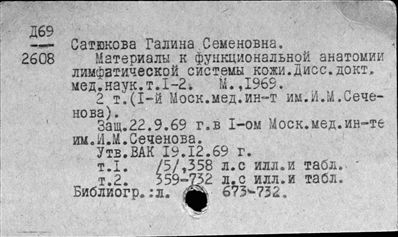 Д69
2608
Сатюкова Галина Семеновна.
Материалы к функциональной анатомии
лимфатической системы кожи.Дисс.докт.
мед.наук.т.I-2. М.,1969.
2 т.(I-й Моск.мед.ин-т им.И.М.Сече-
нова).
Защ.22.9.69 г.в I-ом Моск.мед.ин-те
им.И.М.Сеченова.
Утв.ВАК I9.I2.69 г.
т.I. /5/,358 л.с илл.и табл.
т.2. 359-732 л.с илл.и табл.
Библиогр.:л. 673-732.